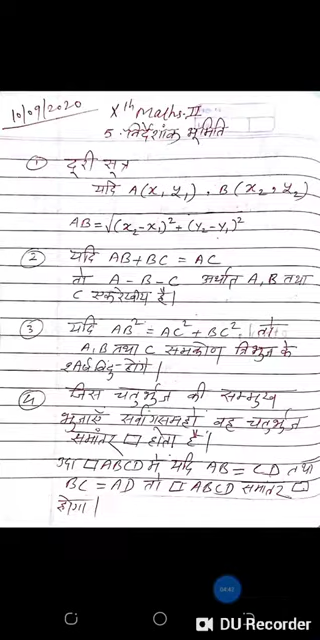 10/09/2020
Xth Maths-II
5. निर्देशांक भूमिति
① दूरी सूत्र
यदि A(x₁, y₁), B(x₂, y₂)
AB = √(x₂-x₁)² + (y₂-y₁)²
② यदि AB + BC = AC
तो A - B - C अर्थात A, B तथा
C एकरेखीय है।
③ यदि AB² = AC² + BC² तो
A, B तथा C समकोण त्रिभुज के
शीर्षबिंदु होंगे।
④ जिस चतुर्भुज की सम्मुख
भुजाएँ सर्वांगसम हो वह चतुर्भुज
समांतर □ होता है।
उदा □ABCD में यदि AB = CD तथा
BC = AD तो □ABCD समांतर □
होगा।
04:42
DU Recorder